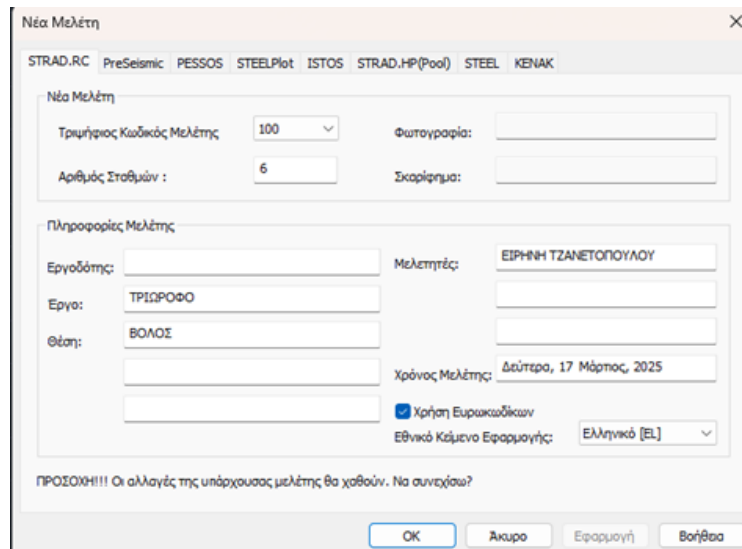 Νέα Μελέτη
STRAD.RC PreSeismic PESSOS STEELPlot ISTOS STRAD.HP(Pool) STEEL KENAK
Νέα Μελέτη
Τριψήφιος Κωδικός Μελέτης 100 Φωτογραφία:
Αριθμός Σταθμών : 6 Σκαρίφημα:
Πληροφορίες Μελέτης
Εργοδότης: Μελετητές: ΕΙΡΗΝΗ ΤΖΑΝΕΤΟΠΟΥΛΟΥ
Έργο: ΤΡΙΩΡΟΦΟ
Θέση: ΒΟΛΟΣ
Χρόνος Μελέτης: Δεύτερα, 17 Μάρτιος, 2025
Χρήση Ευρωκωδίκων
Εθνικό Κείμενο Εφαρμογής: Ελληνικό [EL]
ΠΡΟΣΟΧΗ!!! Οι αλλαγές της υπάρχουσας μελέτης θα χαθούν. Να συνεχίσω?
OK Άκυρο Εφαρμογή Βοήθεια